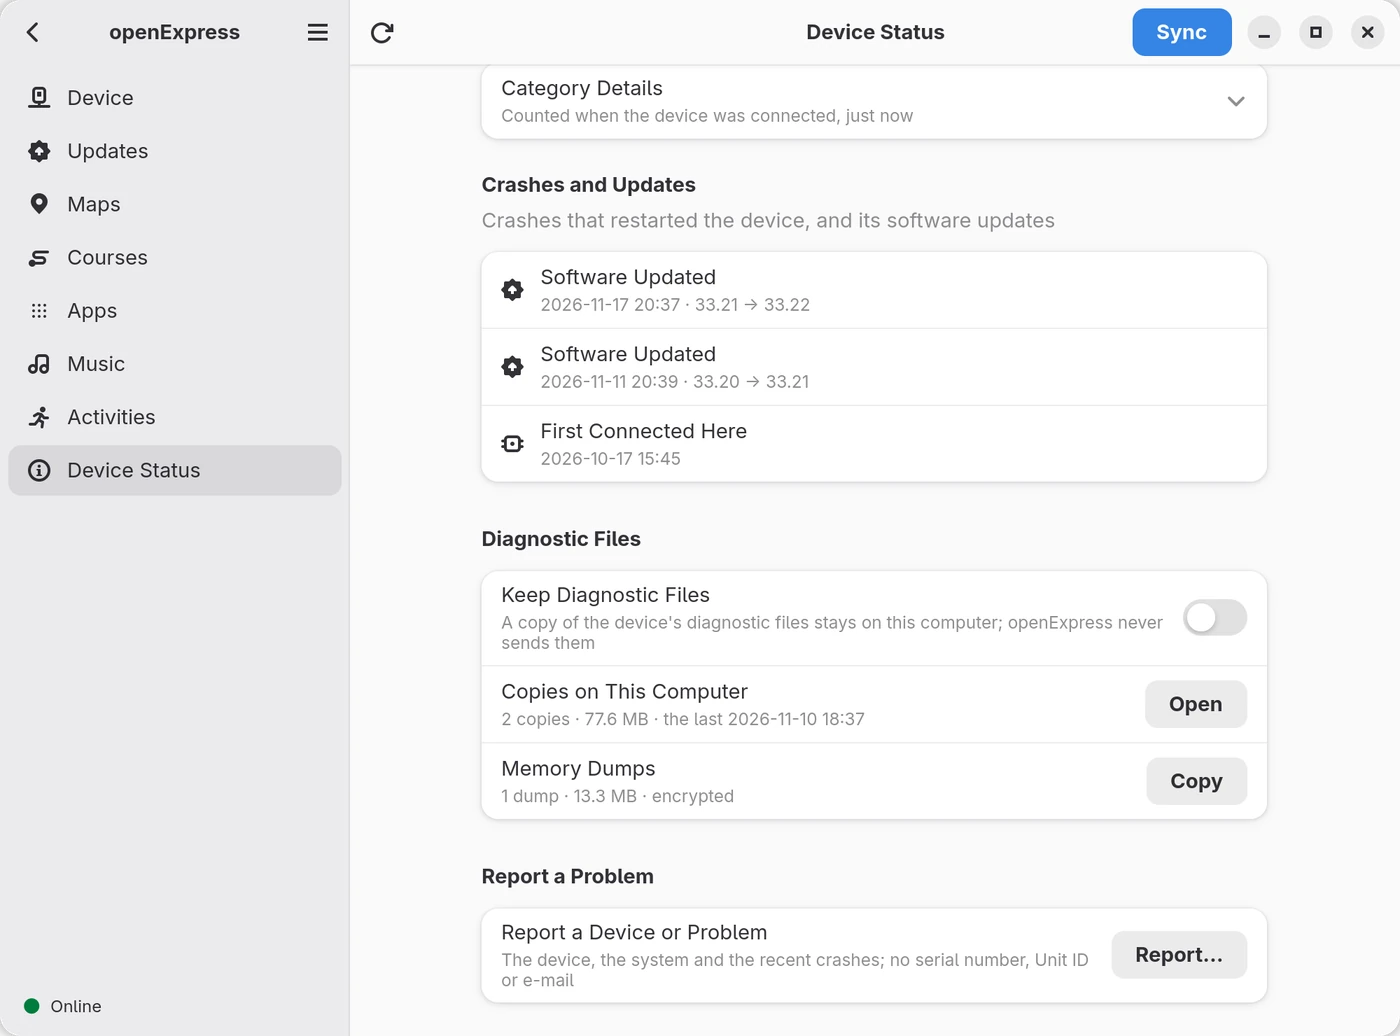 openExpress
Device Status
Sync
Device
Updates
Maps
Courses
Apps
Music
Activities
Device Status
Online
Category Details
Counted when the device was connected, just now
Crashes and Updates
Crashes that restarted the device, and its software updates
Software Updated
2026-11-17 20:37 · 33.21 → 33.22
Software Updated
2026-11-11 20:39 · 33.20 → 33.21
First Connected Here
2026-10-17 15:45
Diagnostic Files
Keep Diagnostic Files
A copy of the device's diagnostic files stays on this computer; openExpress never
sends them
Copies on This Computer
2 copies · 77.6 MB · the last 2026-11-10 18:37
Open
Memory Dumps
1 dump · 13.3 MB · encrypted
Copy
Report a Problem
Report a Device or Problem
The device, the system and the recent crashes; no serial number, Unit ID
or e-mail
Report...